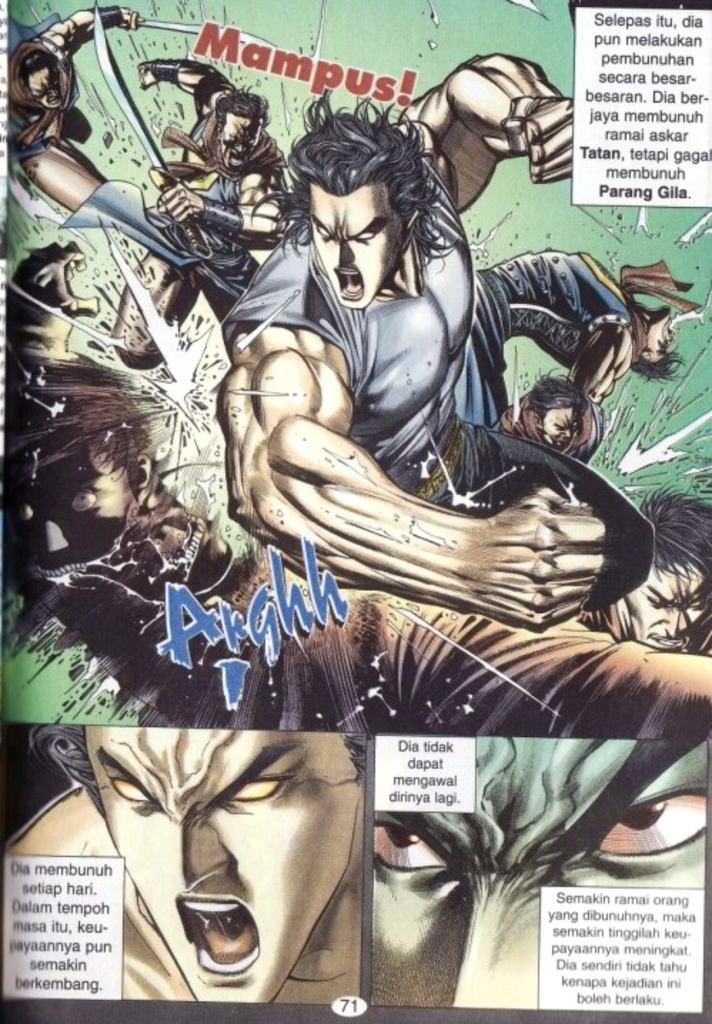 Mampus!
Selepas itu, dia
pun melakukan
pembunuhan
secara besar-
besaran. Dia ber-
jaya membunuh
ramai askar
Tatan, tetapi gagal
membunuh
Parang Gila.
Arghh
!
Dia membunuh
setiap hari.
Dalam tempoh
masa itu, keu-
payaannya pun
semakin
berkembang.
Dia tidak
dapat
mengawal
dirinya lagi.
Semakin ramai orang
yang dibunuhnya, maka
semakin tinggilah keu-
payaannya meningkat.
Dia sendiri tidak tahu
kenapa kejadian ini
boleh berlaku.
71